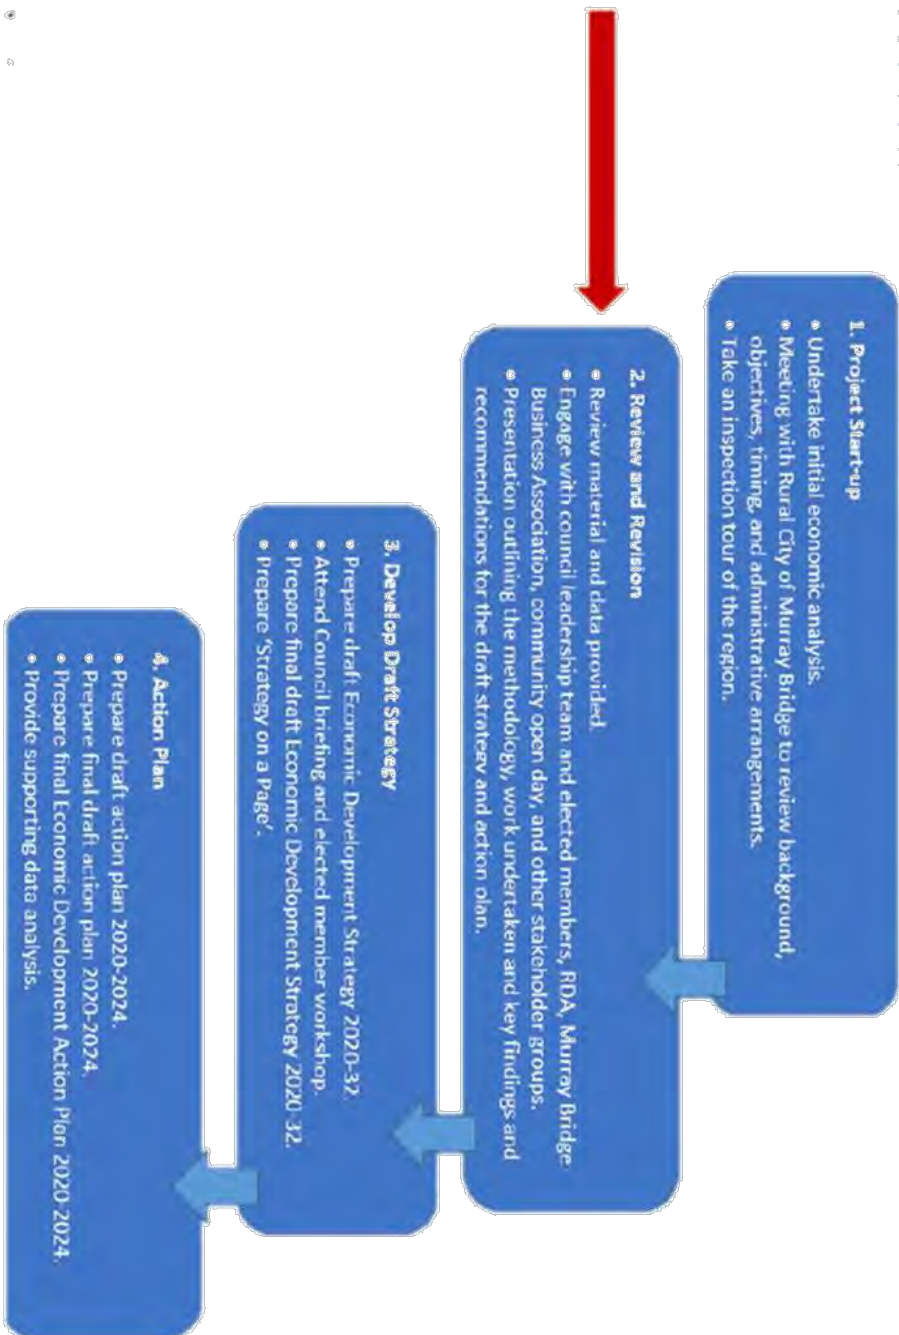 1. Project Start-up
• Undertake initial economic analysis.
• Meeting with Rural City of Murray Bridge to review background,
objectives, timing, and administrative arrangements.
• Take an inspection tour of the region.
2. Review and Revision
• Review material and data provided.
• Engage with council leadership team and elected members, RDA, Murray Bridge
Business Association, community open day, and other stakeholder groups.
• Presentation outlining the methodology, work undertaken and key findings and
recommendations for the draft strategy and action plan.
3. Develop Draft Strategy
• Prepare draft Economic Development Strategy 2020-32.
• Attend Council briefing and elected member workshop.
• Prepare final draft Economic Development Strategy 2020-32.
• Prepare ‘Strategy on a Page’.
4. Action Plan
• Prepare draft action plan 2020-2024.
• Prepare final draft action plan 2020-2024.
• Prepare final Economic Development Action Plan 2020-2024.
• Provide supporting data analysis.